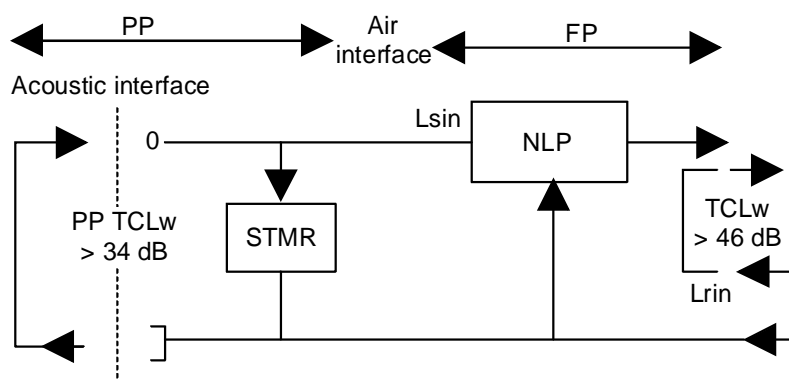 PP
Air
interface
FP
Acoustic interface
0
Lsin
NLP
PP TCLw
> 34 dB
STMR
TCLw
> 46 dB
Lrin